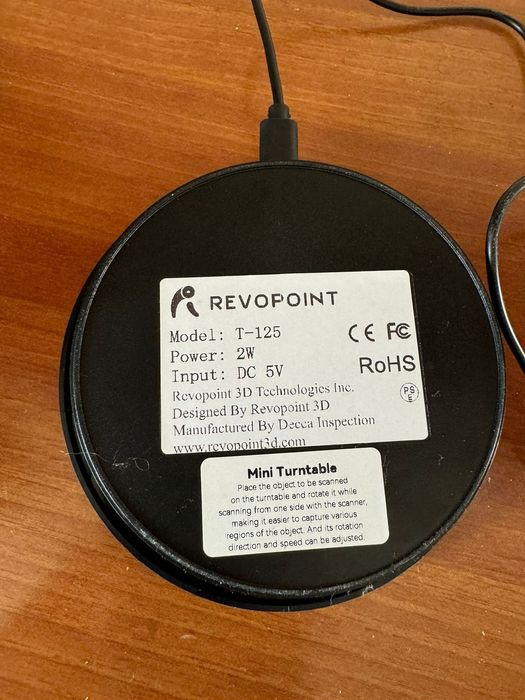 REVOPOINT
Model: T-125
CE FC
Power: 2W
Input: DC 5V
RoHS
Revopoint 3D Technologies Inc.
PS
E
Designed By Revopoint 3D
Manufactured By Decca Inspection
www.revopoint3d.com
Mini Turntable
Place the object to be scanned
on the turntable and rotate it while
scanning from one side with the scanner,
making it easier to capture various
regions of the object. And its rotation
direction and speed can be adjusted.